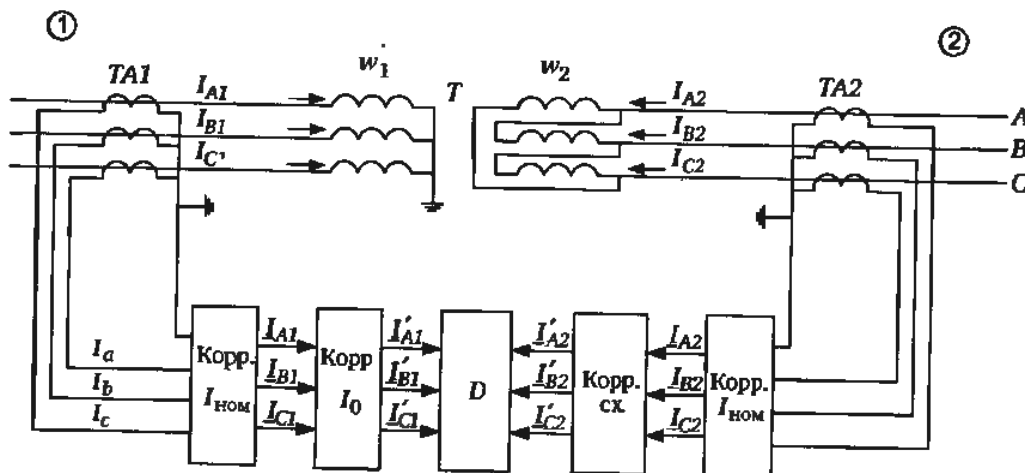 1
2
TA1
w1
T
w2
TA2
IA1
IB1
IC'
IA2
IB2
IC2
A
B
C
Ia
Ib
Ic
Корр.
Iном
IA1
IB1
IC1
Корр
I0
I'A1
I'B1
I'C1
D
I'A2
I'B2
I'C2
Корр.
сх.
IA2
IB2
IC2
Корр.
Iном